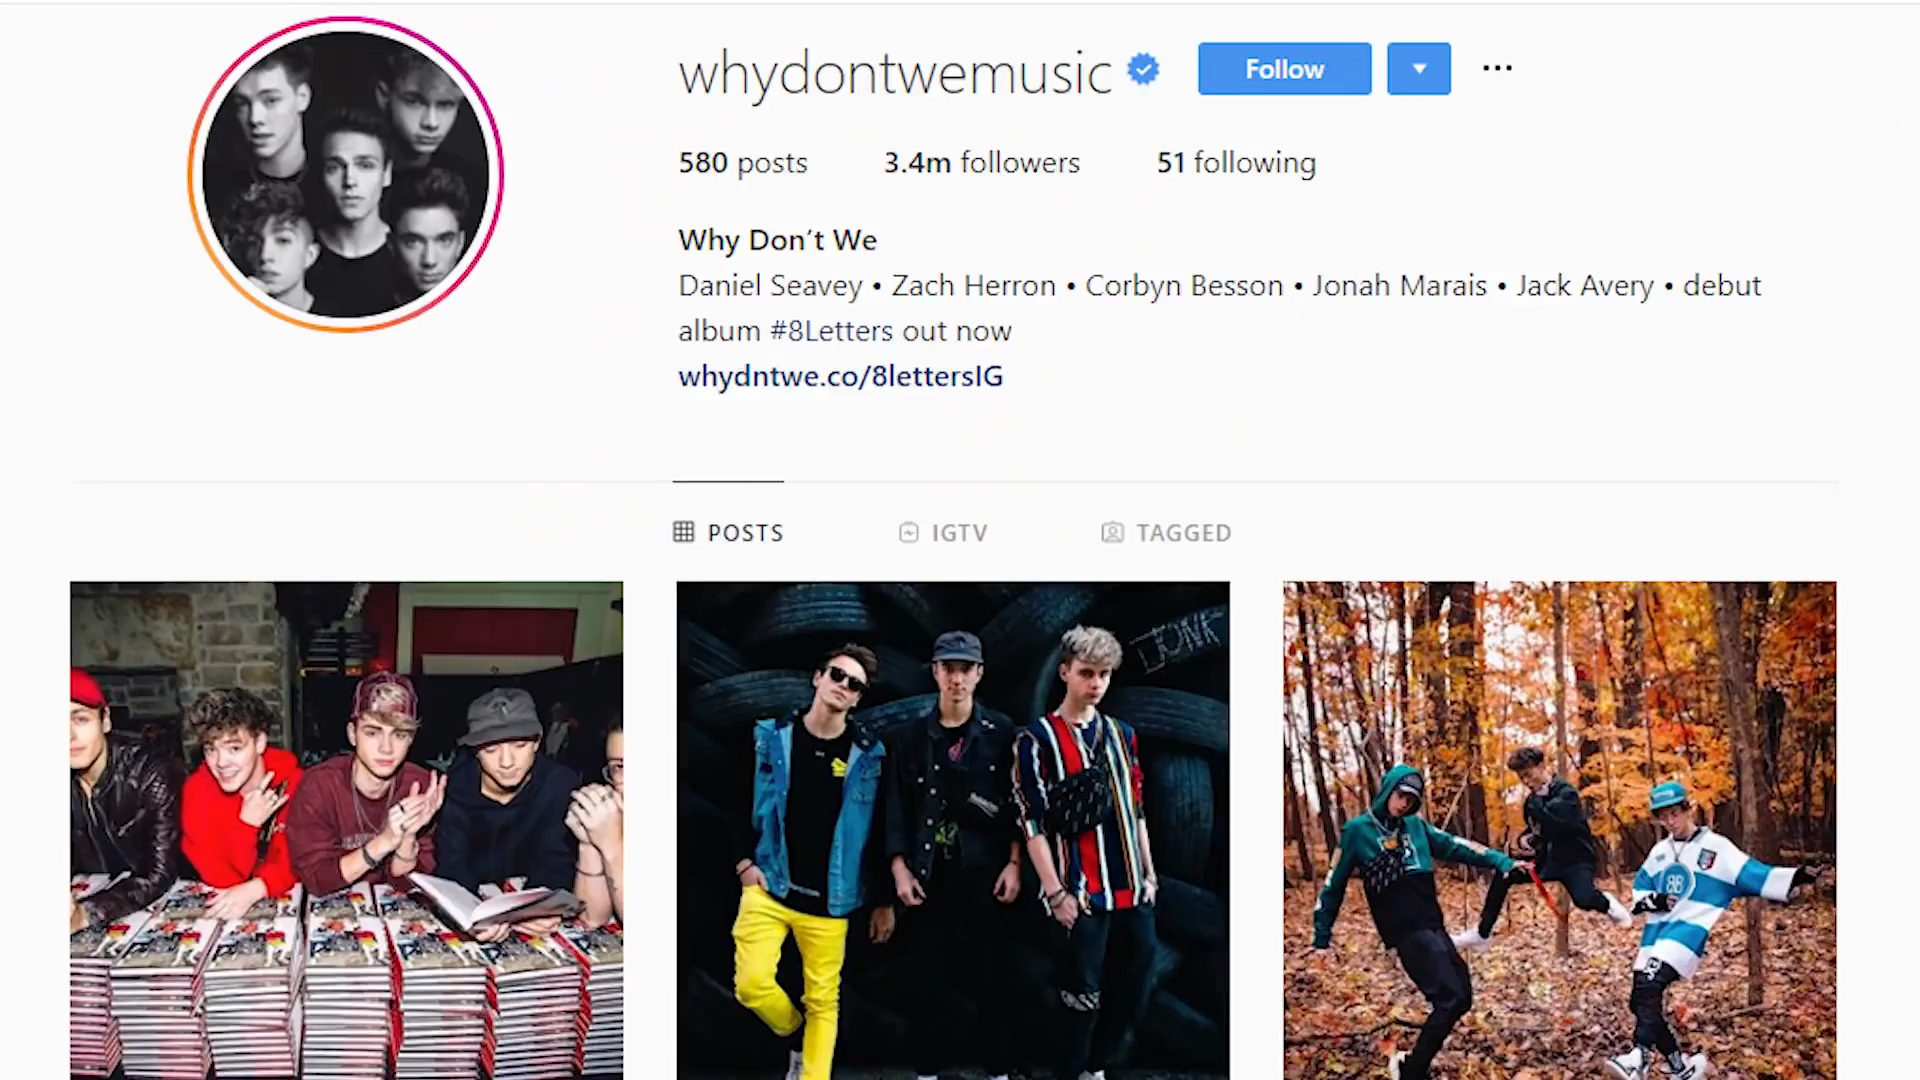 whydontwemusic
Follow
580 posts 3.4m followers 51 following
Why Don't We
Daniel Seavey • Zach Herron • Corbyn Besson • Jonah Marais • Jack Avery • debut
album #8Letters out now
whydntwe.co/8lettersIG
POSTS IGTV TAGGED